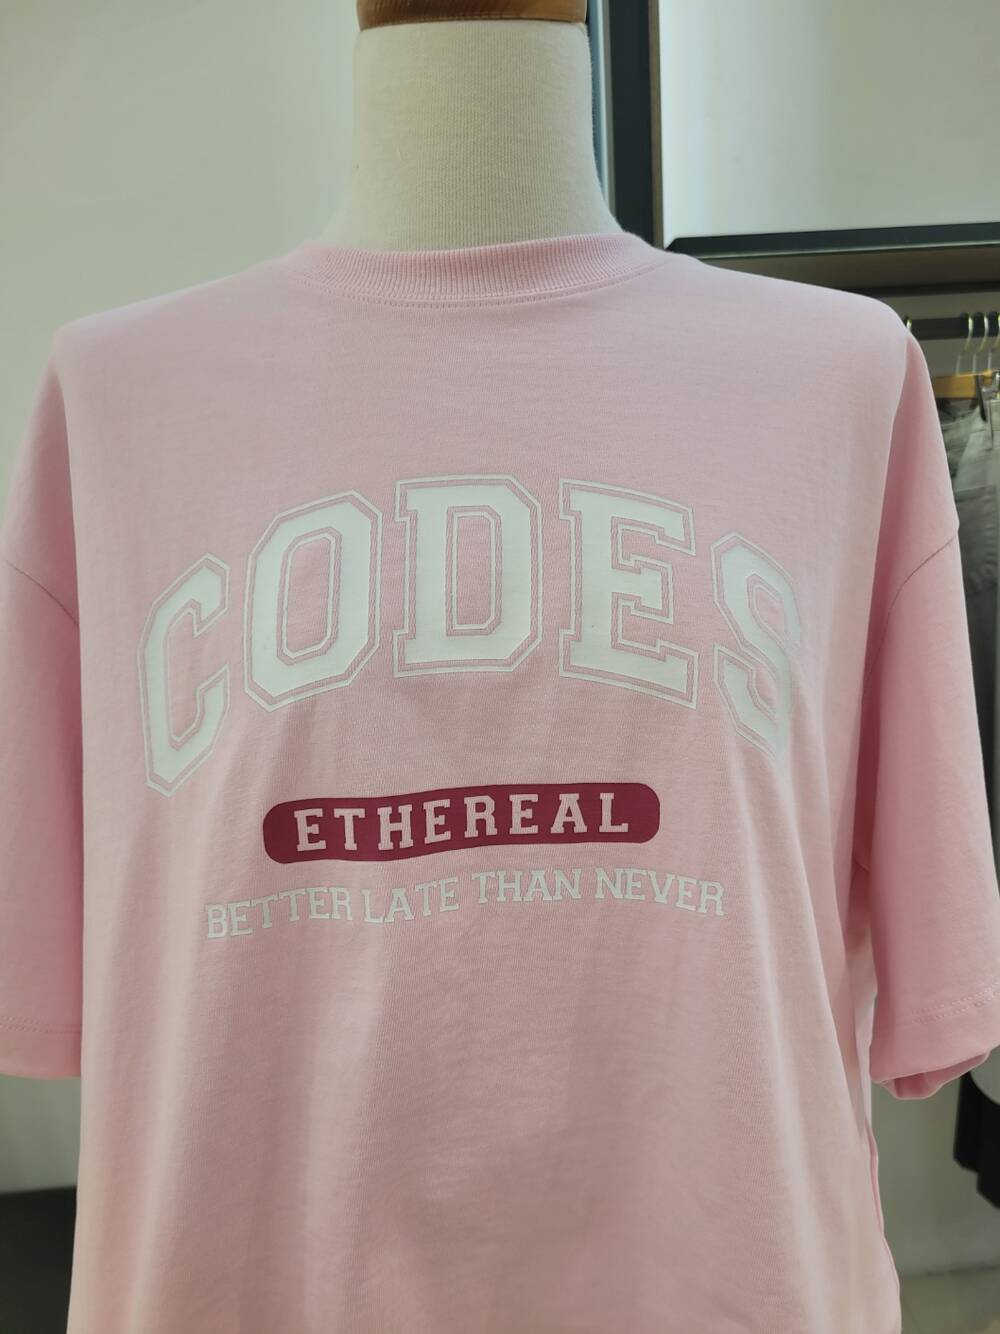 CODES
ETHEREAL
BETTER LATE THAN NEVER